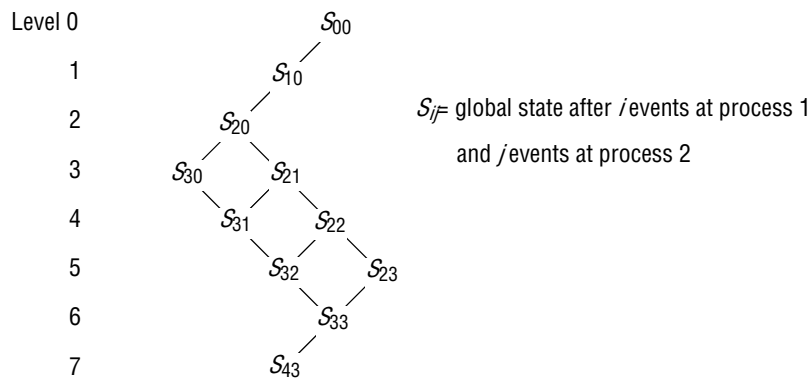 Level 0 S00
1 S10
S_ij= global state after i events at process 1
2 S20
and j events at process 2
3 S30 S21
4 S31 S22
5 S32 S23
6 S33
7 S43